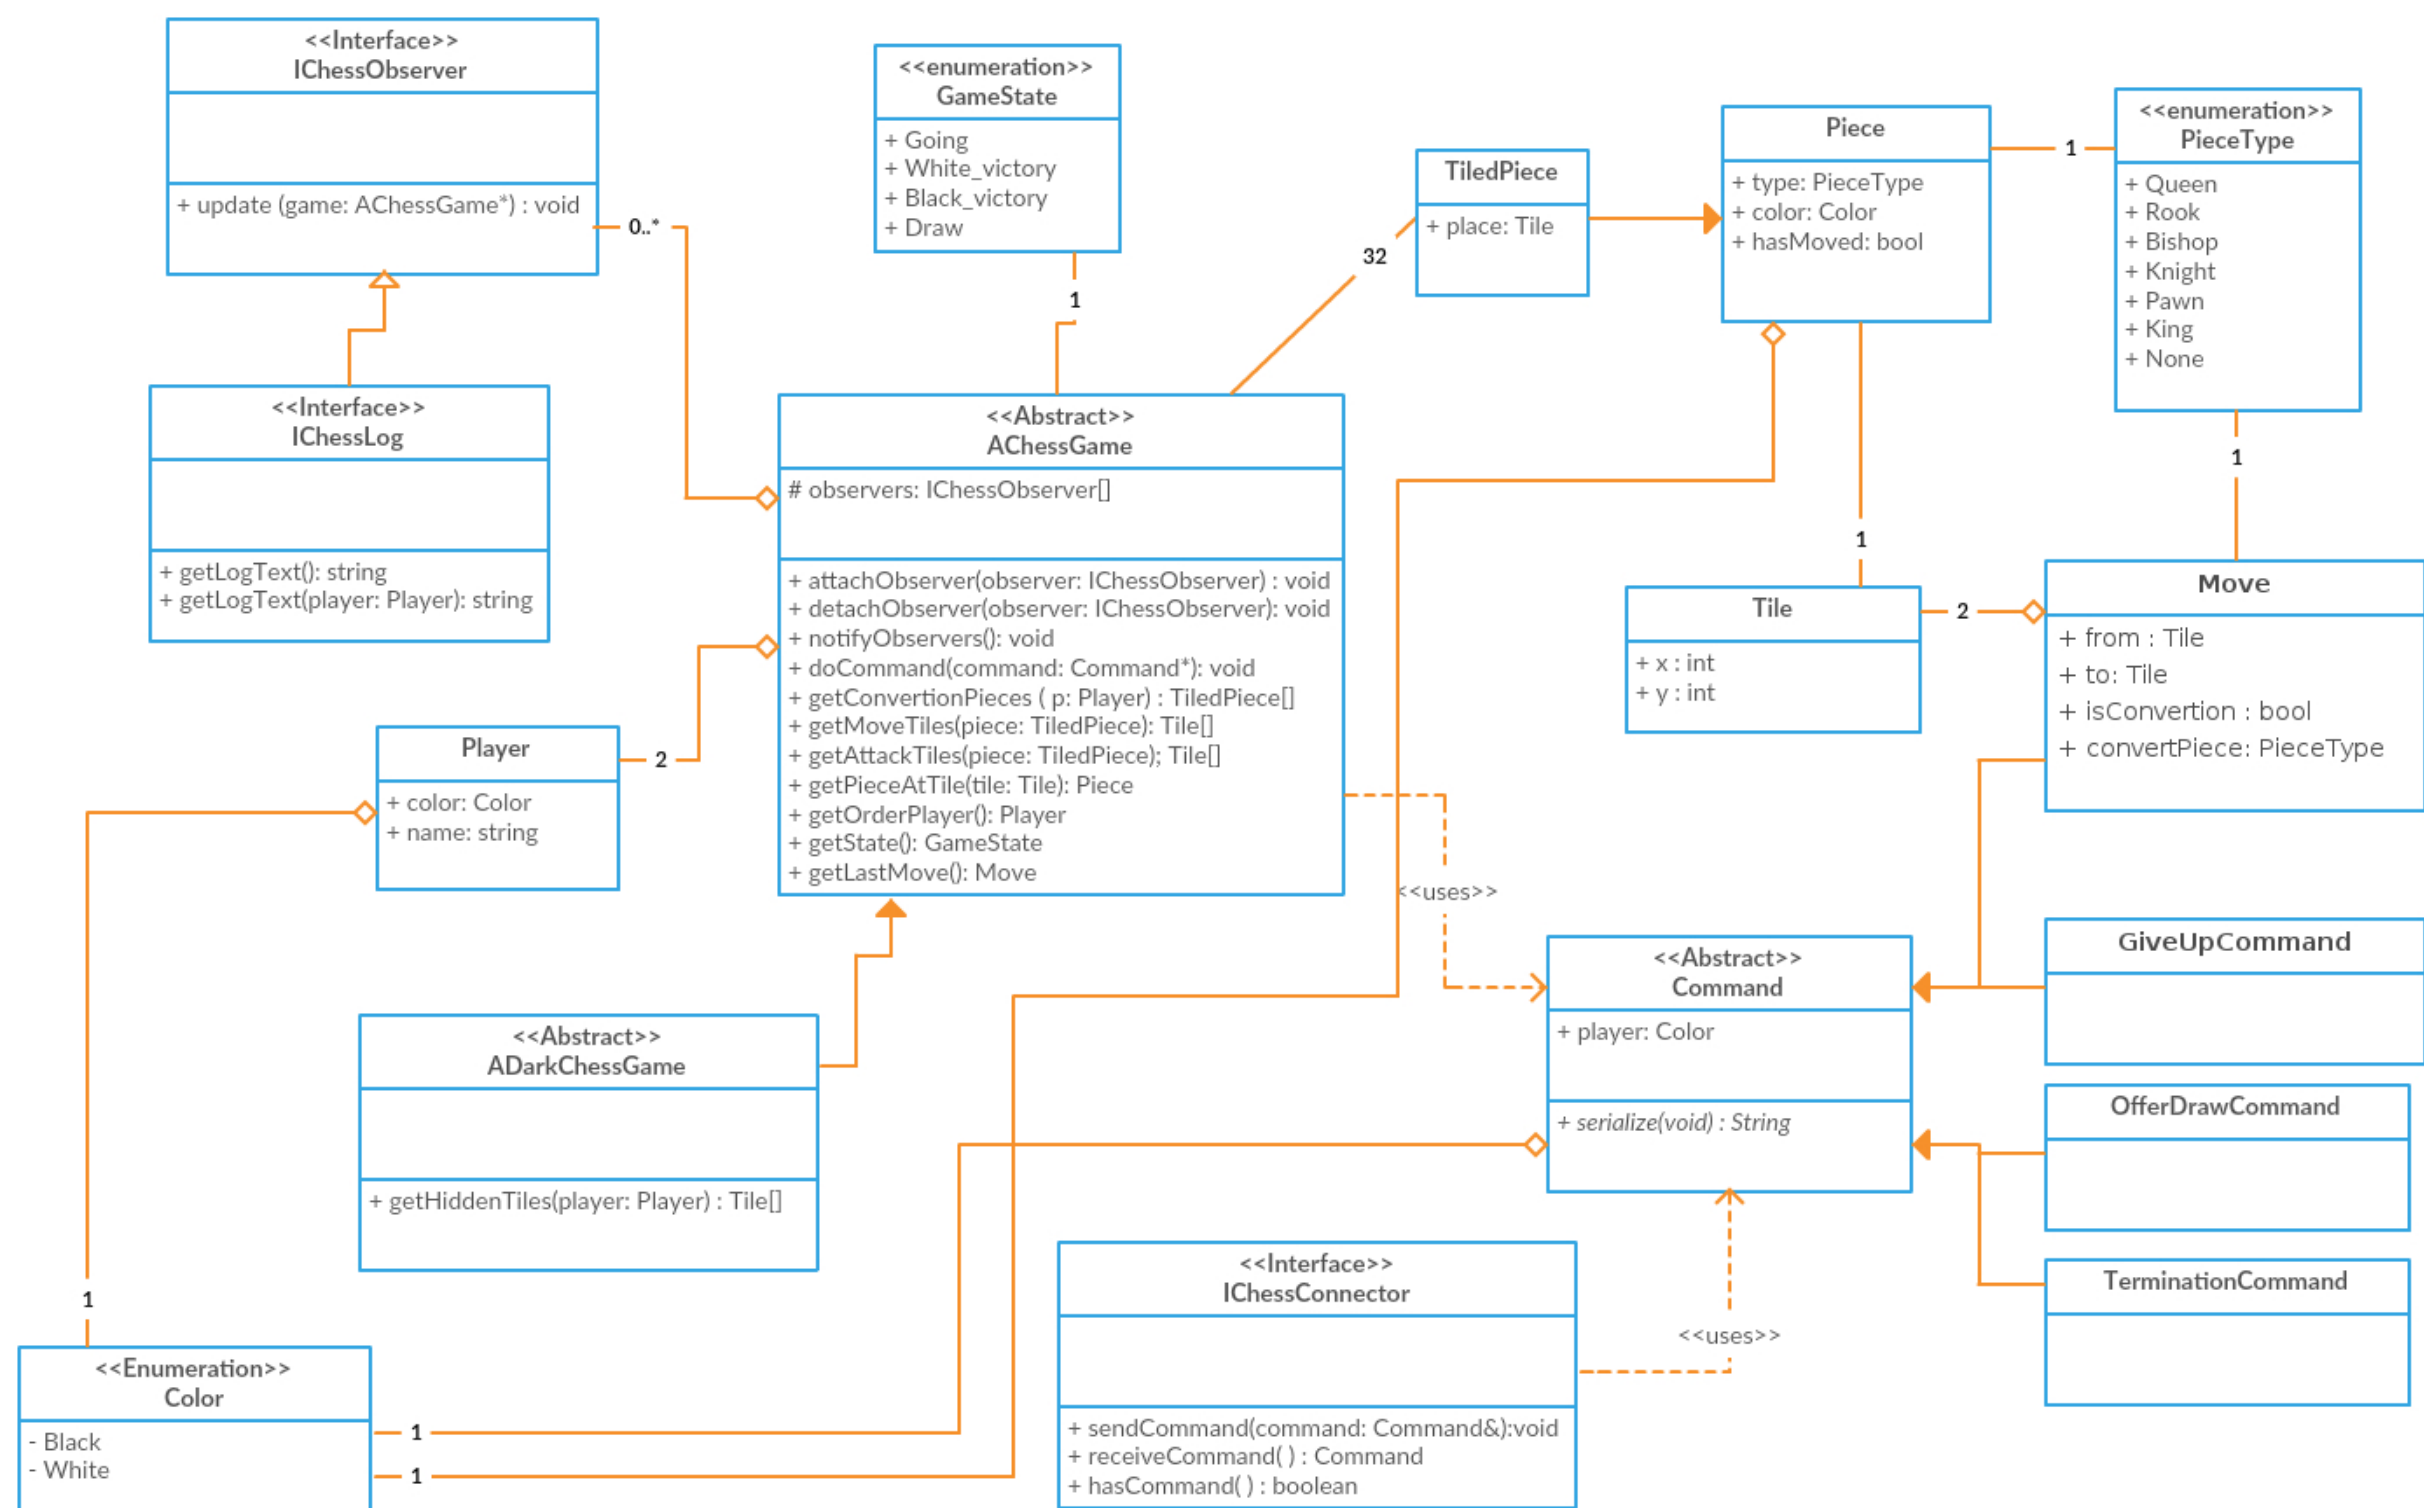 <<Interface>>
IChessObserver
+ update (game: AChessGame*) : void
0..*
<<enumeration>>
GameState
+ Going
+ White_victory
+ Black_victory
+ Draw
1
TiledPiece
+ place: Tile
32
Piece
+ type: PieceType
+ color: Color
+ hasMoved: bool
1
<<enumeration>>
PieceType
+ Queen
+ Rook
+ Bishop
+ Knight
+ Pawn
+ King
+ None
1
1
<<Interface>>
IChessLog
+ getLogText(): string
+ getLogText(player: Player): string
<<Abstract>>
AChessGame
# observers: IChessObserver[]
+ attachObserver(observer: IChessObserver) : void
+ detachObserver(observer: IChessObserver): void
+ notifyObservers(): void
+ doCommand(command: Command*): void
+ getConvertionPieces ( p: Player) : TiledPiece[]
+ getMoveTiles(piece: TiledPiece): Tile[]
+ getAttackTiles(piece: TiledPiece); Tile[]
+ getPieceAtTile(tile: Tile): Piece
+ getOrderPlayer(): Player
+ getState(): GameState
+ getLastMove(): Move
Tile
+ x : int
+ y : int
2
Move
+ from : Tile
+ to: Tile
+ isConvertion : bool
+ convertPiece: PieceType
Player
+ color: Color
+ name: string
2
<<uses>>
<<Abstract>>
Command
+ player: Color
+ serialize(void) : String
GiveUpCommand
OfferDrawCommand
TerminationCommand
<<Abstract>>
ADarkChessGame
+ getHiddenTiles(player: Player) : Tile[]
<<Interface>>
IChessConnector
+ sendCommand(command: Command&):void
+ receiveCommand( ) : Command
+ hasCommand( ) : boolean
<<uses>>
1
<<Enumeration>>
Color
- Black
- White
1
1